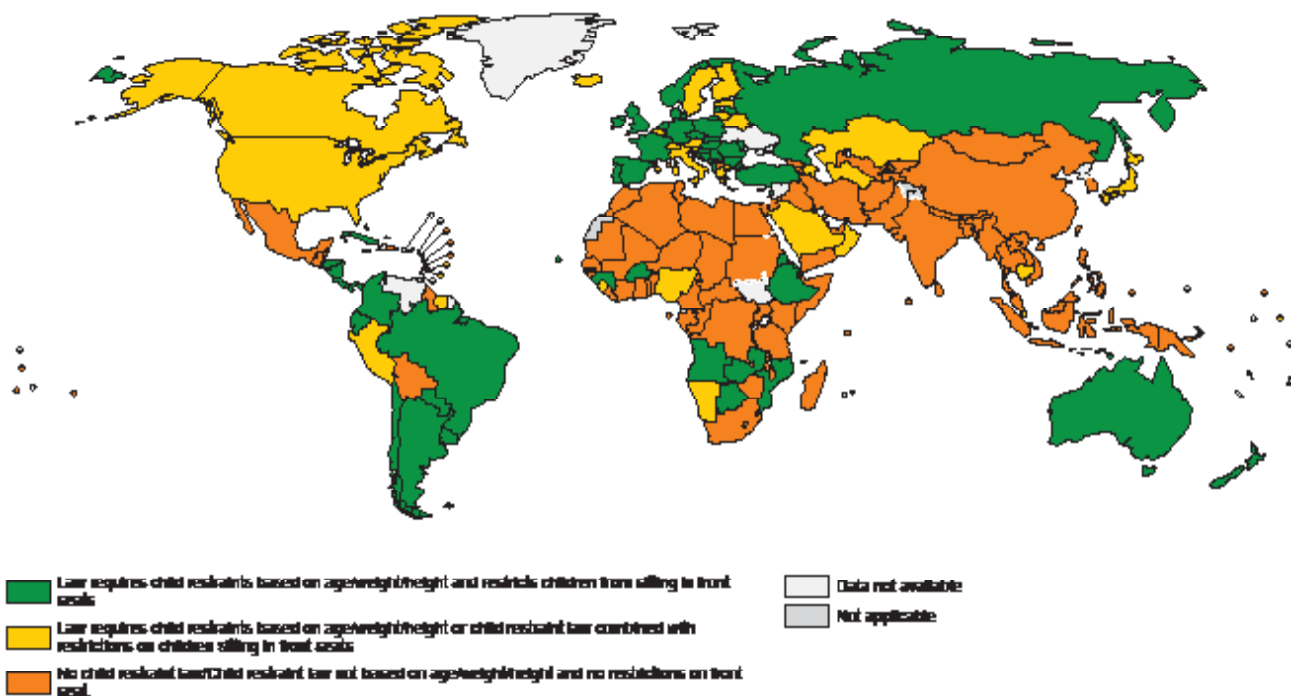 Law requires child restraints based on age/weight/height and restricts children from sitting in front
seats
Law requires child restraints based on age/weight/height or child restraint law combined with
restrictions on children sitting in front seats
No child restraint law/Child restraint law not based on age/weight/height and no restrictions on front
seat
Data not available
Not applicable